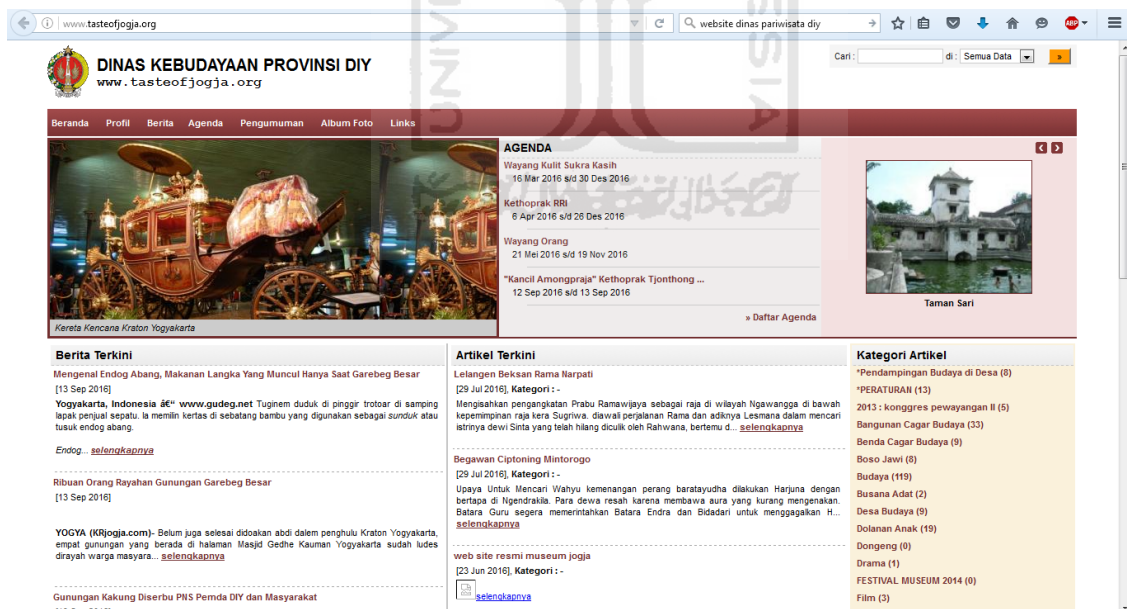 www.tasteofjogja.org
website dinas pariwisata diy
ABP
DINAS KEBUDAYAAN PROVINSI DIY
www.tasteofjogja.org
Cari :
di : Semua Data
»
Beranda Profil Berita Agenda Pengumuman Album Foto Links
Kereta Kencana Kraton Yogyakarta
AGENDA
Wayang Kulit Sukra Kasih
16 Mar 2016 s/d 30 Des 2016
Kethoprak RRI
6 Apr 2016 s/d 26 Des 2016
Wayang Orang
21 Mei 2016 s/d 19 Nov 2016
"Kancil Amongpraja" Kethoprak Tjonthong ...
12 Sep 2016 s/d 13 Sep 2016
» Daftar Agenda
Taman Sari
Berita Terkini
Mengenal Endog Abang, Makanan Langka Yang Muncul Hanya Saat Garebeg Besar
[13 Sep 2016]
Yogyakarta, Indonesia â€“ www.gudeg.net Tuginem duduk di pinggir trotoar di samping
lapak penjual sepatu. Ia memilin kertas di sebatang bambu yang digunakan sebagai sunduk atau
tusuk endog abang.
Endog... selengkapnya
Ribuan Orang Rayahan Gunungan Garebeg Besar
[13 Sep 2016]
YOGYA (KRjogja.com)- Belum juga selesai didoakan abdi dalem penghulu Kraton Yogyakarta,
empat gunungan yang berada di halaman Masjid Gedhe Kauman Yogyakarta sudah ludes
dirayah warga masyara... selengkapnya
Gunungan Kakung Diserbu PNS Pemda DIY dan Masyarakat
Artikel Terkini
Lelangen Beksan Rama Narpati
[29 Jul 2016], Kategori : -
Mengisahkan pengangkatan Prabu Ramawijaya sebagai raja di wilayah Ngawangga di bawah
kepemimpinan raja kera Sugriwa. diawali perjalanan Rama dan adiknya Lesmana dalam mencari
istrinya dewi Sinta yang telah hilang diculik oleh Rahwana, bertemu d... selengkapnya
Begawan Ciptoning Mintorogo
[29 Jul 2016], Kategori : -
Upaya Untuk Mencari Wahyu kemenangan perang baratayudha dilakukan Harjuna dengan
bertapa di Ngendrakila. Para dewa resah karena membawa aura yang kurang mengenakan.
Batara Guru segera memerintahkan Batara Endra dan Bidadari untuk menggagalkan H...
selengkapnya
web site resmi museum jogja
[23 Jun 2016], Kategori : -
selengkapnya
Kategori Artikel
*Pendampingan Budaya di Desa (8)
*PERATURAN (13)
2013 : konggres pewayangan II (5)
Bangunan Cagar Budaya (33)
Benda Cagar Budaya (9)
Boso Jawi (8)
Budaya (119)
Busana Adat (2)
Desa Budaya (9)
Dolanan Anak (19)
Dongeng (0)
Drama (1)
FESTIVAL MUSEUM 2014 (0)
Film (3)